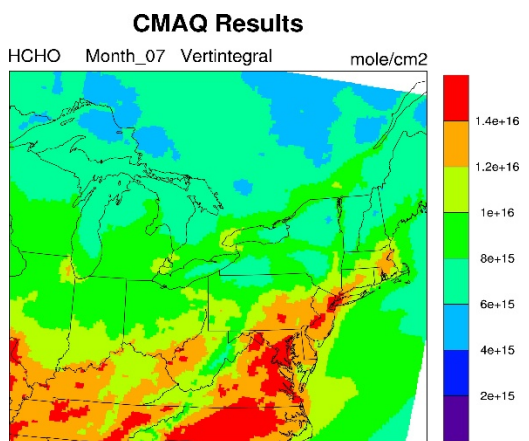 CMAQ Results
HCHO Month_07 Vertintegral mole/cm2
1.4e+16
1.2e+16
1e+16
8e+15
6e+15
4e+15
2e+15